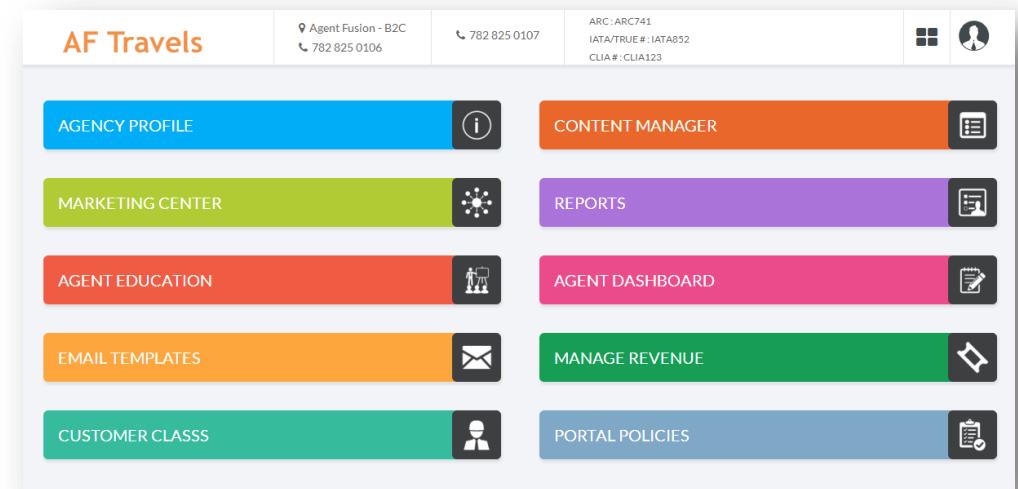 AF Travels
Agent Fusion - B2C
782 825 0106
782 825 0107
ARC : ARC741
IATA/TRUE # : IATA852
CLIA # : CLIA123
AGENCY PROFILE
CONTENT MANAGER
MARKETING CENTER
REPORTS
AGENT EDUCATION
AGENT DASHBOARD
EMAIL TEMPLATES
MANAGE REVENUE
CUSTOMER CLASSS
PORTAL POLICIES